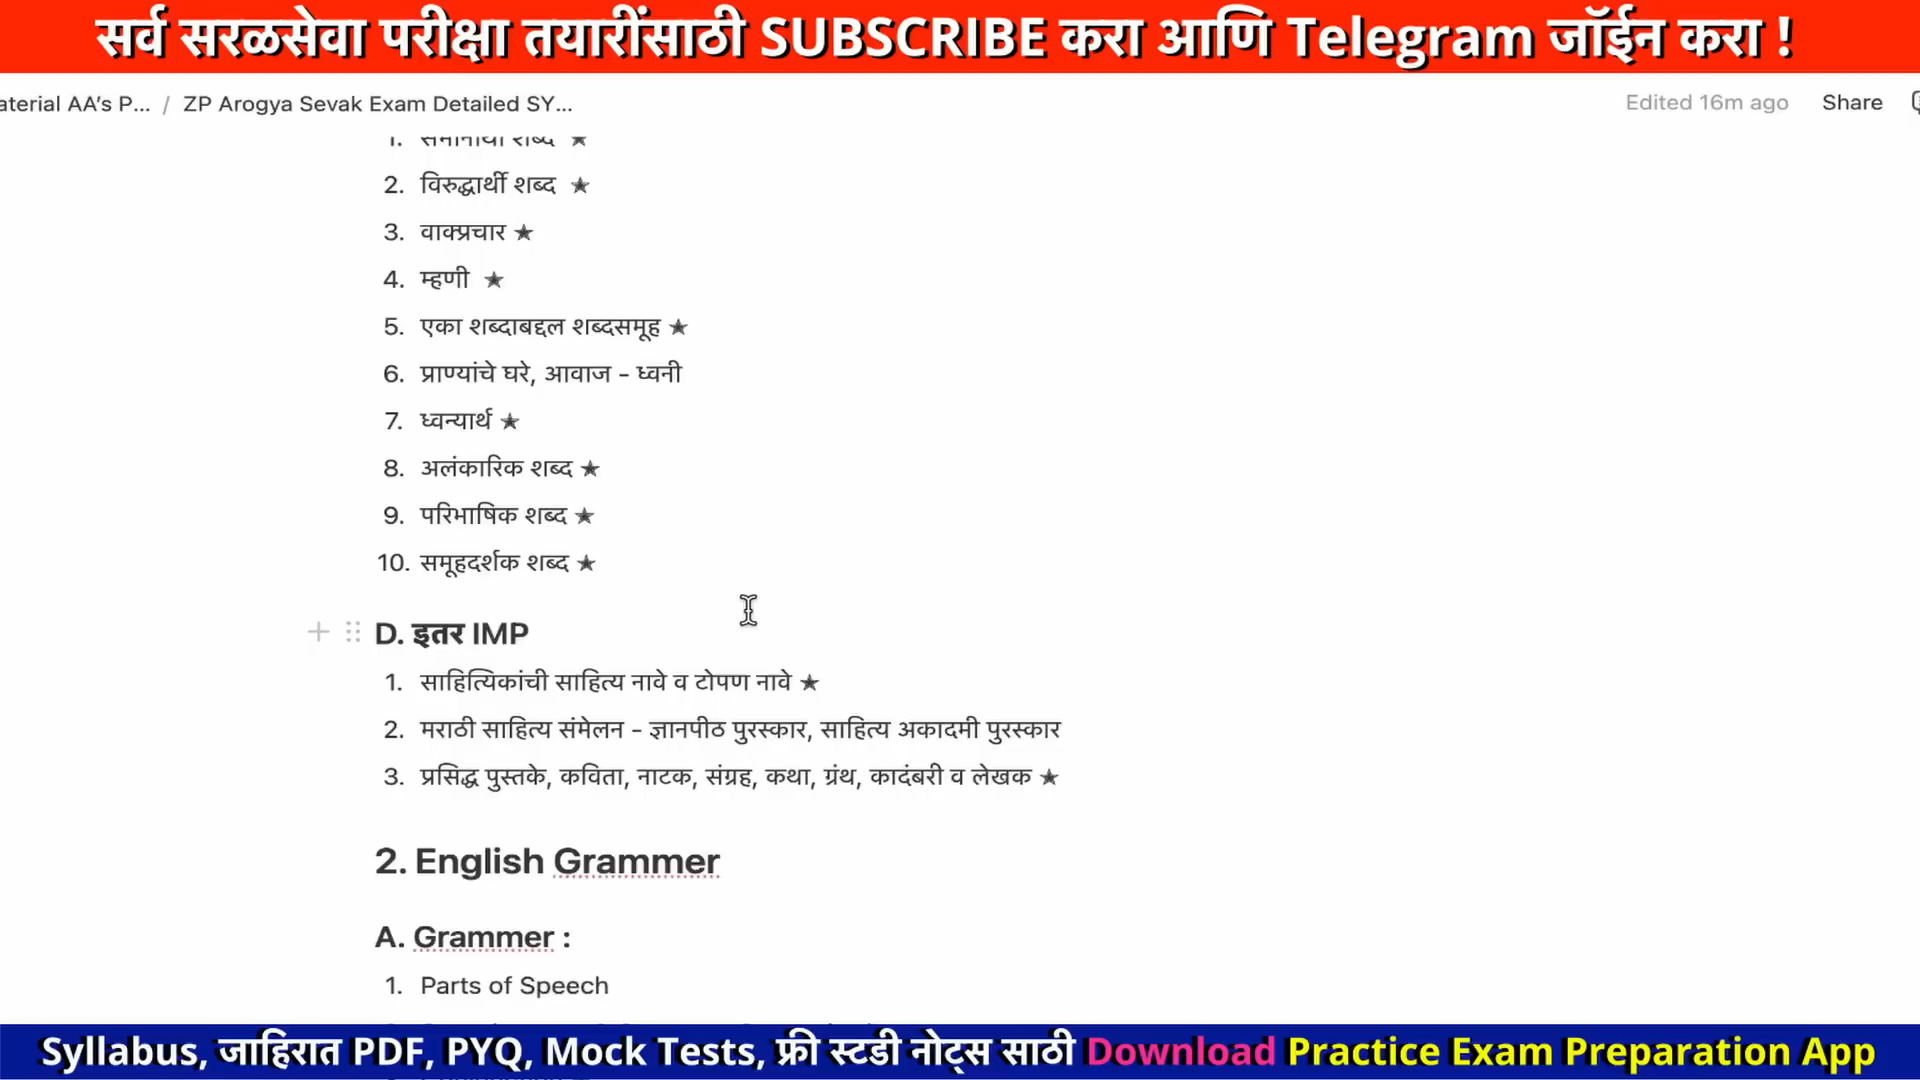 सर्व सरळसेवा परीक्षा तयारींसाठी SUBSCRIBE करा आणि Telegram जॉईन करा !
aterial AA's P... / ZP Arogya Sevak Exam Detailed SY... Edited 16m ago Share
1. समानार्थी शब्द ★
2. विरुद्धार्थी शब्द ★
3. वाक्प्रचार ★
4. म्हणी ★
5. एका शब्दाबद्दल शब्दसमूह ★
6. प्राण्यांचे घरे, आवाज - ध्वनी
7. ध्वन्यार्थ ★
8. अलंकारिक शब्द ★
9. परिभाषिक शब्द ★
10. समूहदर्शक शब्द ★
D. इतर IMP
1. साहित्यिकांची साहित्य नावे व टोपण नावे ★
2. मराठी साहित्य संमेलन - ज्ञानपीठ पुरस्कार, साहित्य अकादमी पुरस्कार
3. प्रसिद्ध पुस्तके, कविता, नाटक, संग्रह, कथा, ग्रंथ, कादंबरी व लेखक ★
2. English Grammer
A. Grammer :
1. Parts of Speech
Syllabus, जाहिरात PDF, PYQ, Mock Tests, फ्री स्टडी नोट्स साठी Download Practice Exam Preparation App